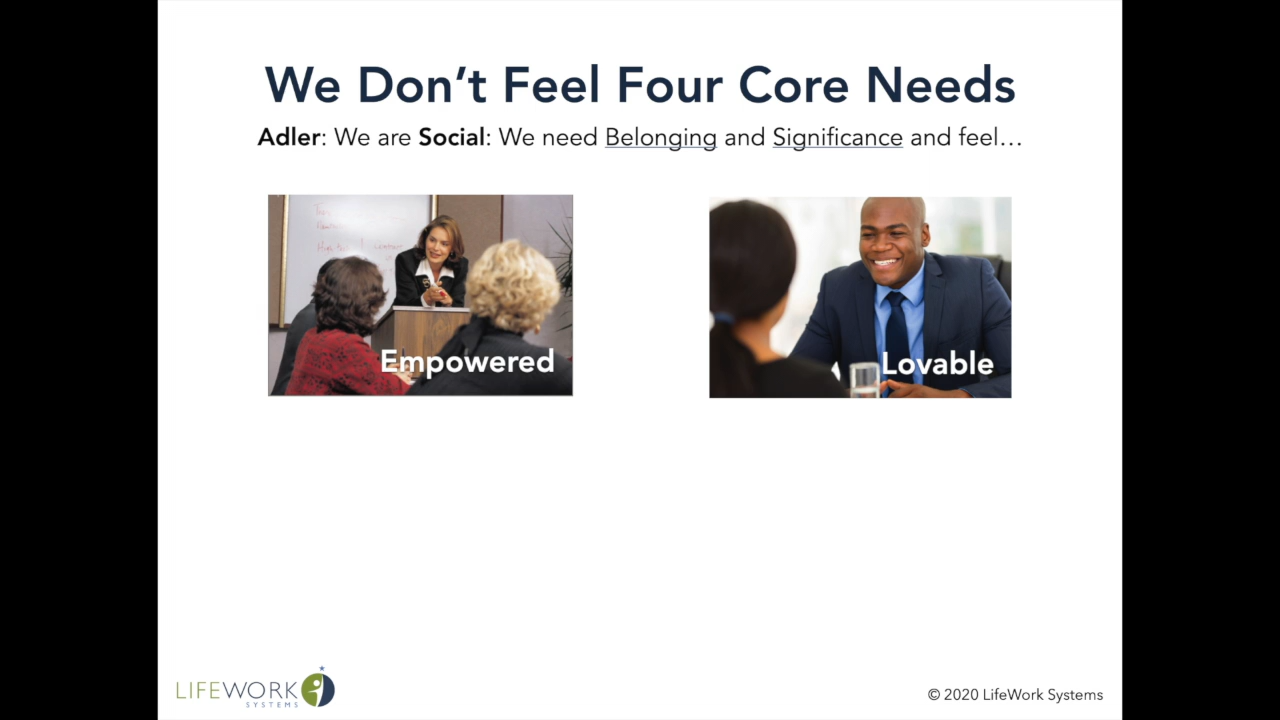 We Don’t Feel Four Core Needs
Adler: We are Social: We need Belonging and Significance and feel…
Empowered
Lovable
LIFEWORK
SYSTEMS
© 2020 LifeWork Systems